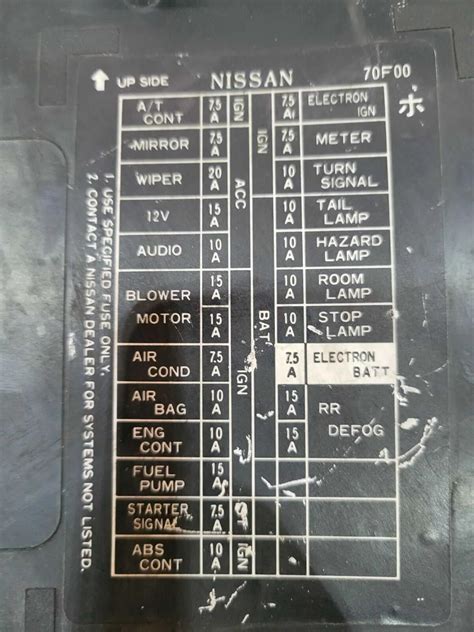 UP SIDE NISSAN 70F00
A/T CONT 7.5 A IGN 7.5 A ELECTRON IGN ホ
MIRROR 7.5 A ACC IGN 7.5 A METER
WIPER 20 A 10 A TURN SIGNAL
12V 15 A BAT 10 A TAIL LAMP
AUDIO 10 A 10 A HAZARD LAMP
BLOWER MOTOR 15 A 15 A IGN 10 A ROOM LAMP
10 A STOP LAMP
AIR COND 7.5 A 7.5 A ELECTRON BATT
AIR BAG 10 A 15 A 15 A RR DEFOG
ENG CONT 10 A
FUEL PUMP 15 A
STARTER SIGNAL 7.5 A ST
ABS CONT 10 A IGN
1. USE SPECIFIED FUSE ONLY.
2. CONTACT A NISSAN DEALER FOR SYSTEMS NOT LISTED.